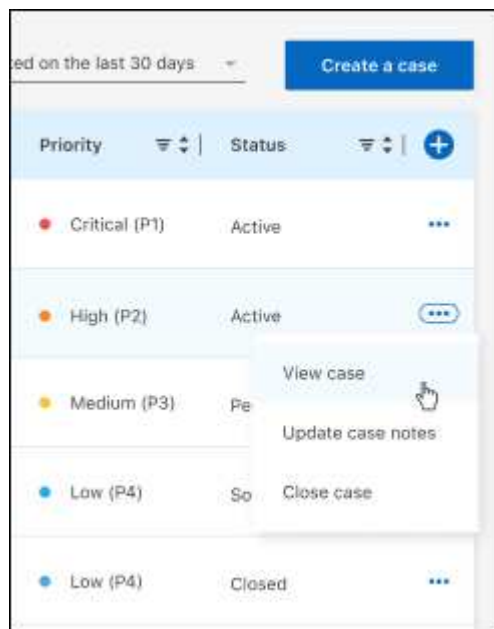 ed on the last 30 days
Create a case
Priority Status
Critical (P1) Active
High (P2) Active
View case
Medium (P3) Pe
Update case notes
Low (P4) So
Close case
Low (P4) Closed